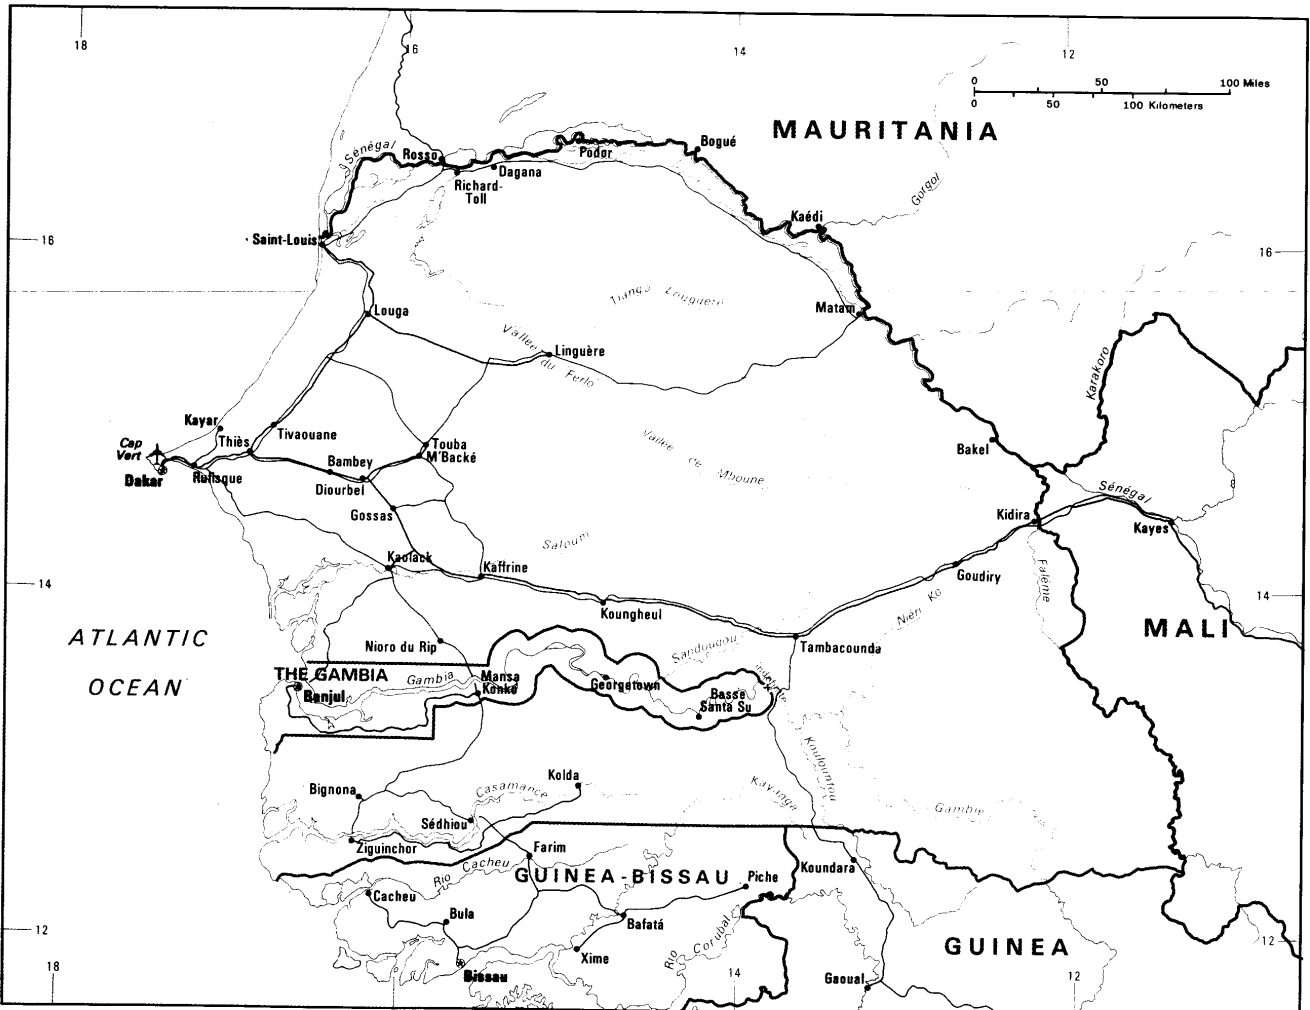 18
16
14
12
0
50
100 Miles
0
50
100 Kilometers
MAURITANIA
Sénégal
Rosso
Podor
Bogué
Richard-
Toll
Dagana
Gorgol
Kaédi
16
Saint-Louis
16
Louga
Matam
Vallée
du Ferlo
Linguère
Karakoro
Kayar
Cap
Vert
Thiès
Tivaouane
Touba
M'Backé
Bakel
Dakar
Rufisque
Bambey
Diourbel
Vallée de Mboune
Gossas
Sénégal
Kidira
Kayes
Kaolack
Saloum
Kaffrine
Goudiry
Falémé
14
14
Koungheul
Niéri Ko
ATLANTIC
OCEAN
MALI
Nioro du Rip
Sandougou
Tambacounda
THE GAMBIA
Gambia
Mansa
Konko
Georgetown
Basse
Santa Su
indefinite
Banjul
Koulountou
Bignona
Casamance
Kolda
Kayanga
Gambie
Sédhiou
Ziguinchor
Farim
Rio Cacheu
GUINEA-BISSAU
Piche
Koundara
Cacheu
Bula
Bafatá
12
Rio Corubal
GUINEA
12
Xime
Bissau
18
14
Gaoual
12